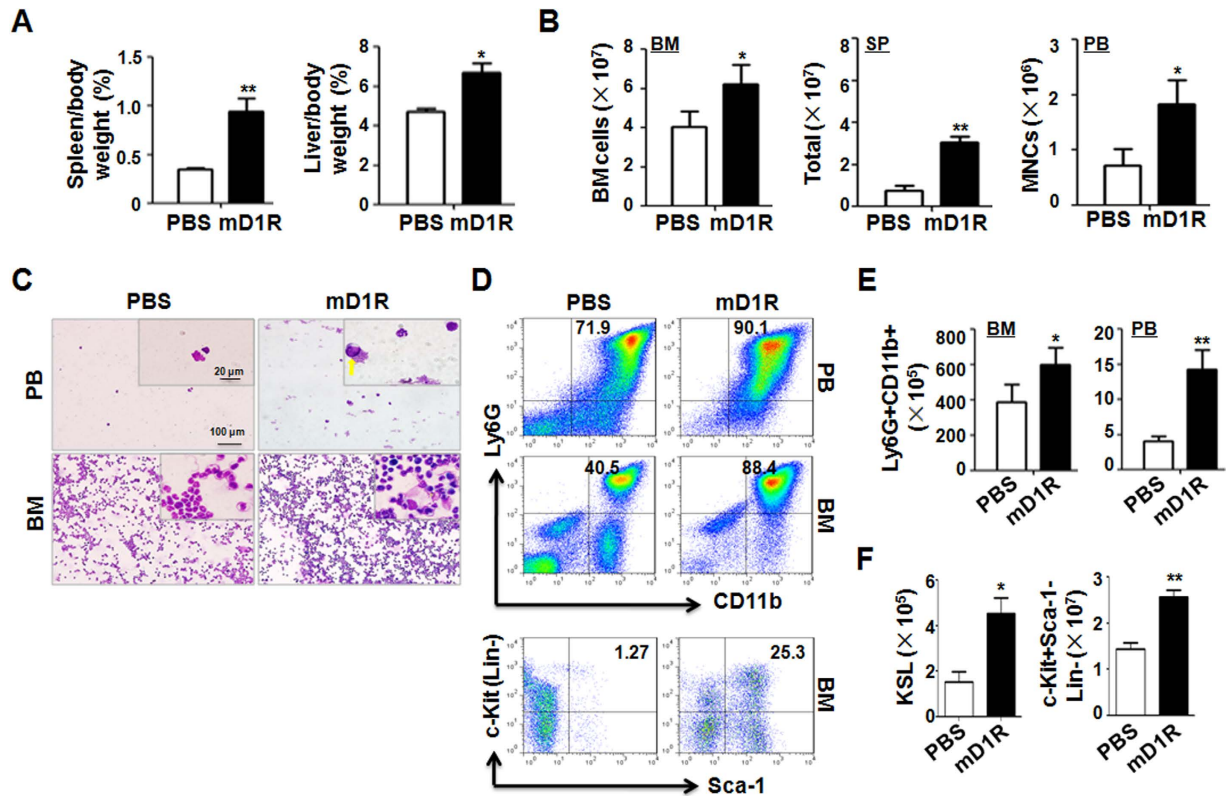 A
Spleen/body
weight (%)
1.5
1.0
0.5
0
**
PBS mD1R
Liver/body
weight (%)
8
6
4
2
0
*
PBS mD1R
B
BM cells (× 10⁷)
BM
8
6
4
2
0
*
PBS mD1R
Total (× 10⁷)
SP
8
6
4
2
0
**
PBS mD1R
MNCs (× 10⁶)
PB
3
2
1
0
*
PBS mD1R
C
PBS
mD1R
PB
20 µm
100 µm
BM
D
PBS
mD1R
71.9
90.1
PB
40.5
88.4
BM
Ly6G
CD11b
1.27
25.3
BM
c-Kit (Lin-)
Sca-1
E
Ly6G+CD11b+
(× 10⁵)
BM
800
600
400
200
0
*
PBS
mD1R
PB
20
15
10
5
0
**
PBS
mD1R
F
KSL (× 10⁵)
6
4
2
0
*
PBS
mD1R
c-Kit+Sca-1-
Lin- (× 10⁷)
3
2
1
0
**
PBS
mD1R